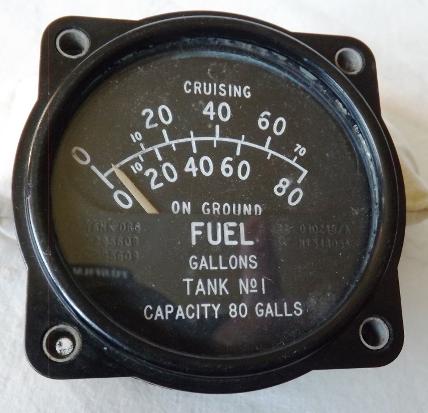 CRUISING
0 10 20 40 60 70
0 10 20 40 60 80
ON GROUND
FUEL
GALLONS
TANK No1
CAPACITY 80 GALLS